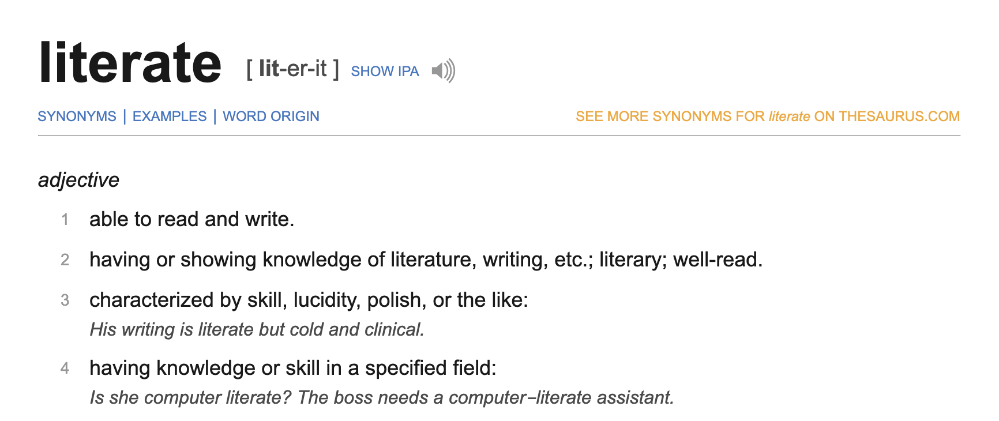 literate [ lit-er-it ] SHOW IPA
SYNONYMS | EXAMPLES | WORD ORIGIN SEE MORE SYNONYMS FOR literate ON THESAURUS.COM
adjective
1 able to read and write.
2 having or showing knowledge of literature, writing, etc.; literary; well-read.
3 characterized by skill, lucidity, polish, or the like:
His writing is literate but cold and clinical.
4 having knowledge or skill in a specified field:
Is she computer literate? The boss needs a computer–literate assistant.